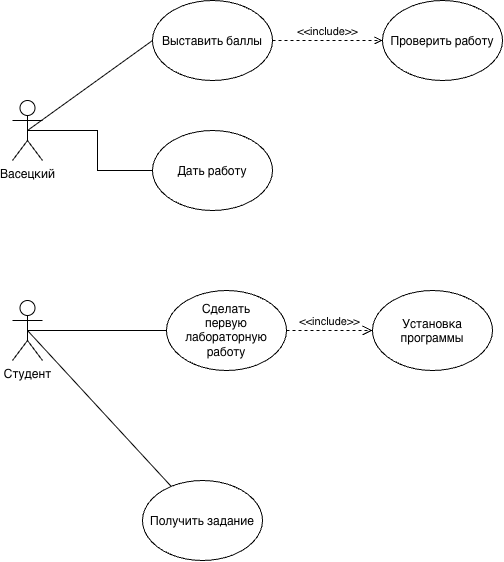 Выставить баллы
<<include>>
Проверить работу
Васецкий
Дать работу
Сделать
первую
лабораторную
работу
<<include>>
Установка
программы
Студент
Получить задание